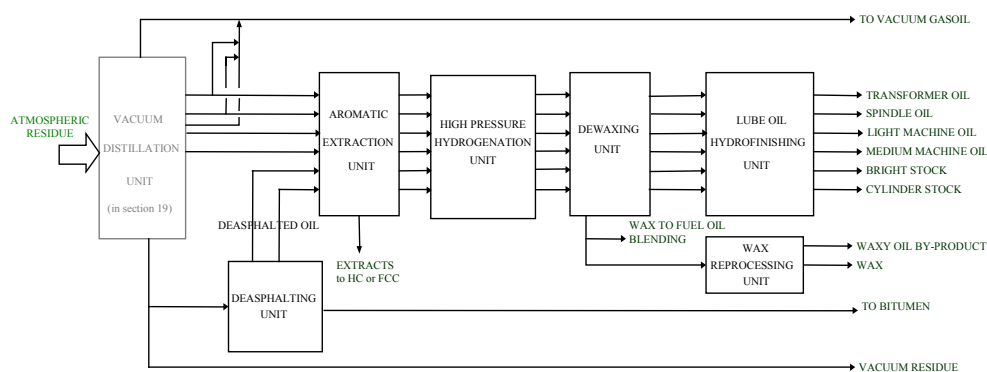 TO VACUUM GASOIL
ATMOSPHERIC
RESIDUE
VACUUM
DISTILLATION
UNIT
(in section 19)
AROMATIC
EXTRACTION
UNIT
HIGH PRESSURE
HYDROGENATION
UNIT
DEWAXING
UNIT
LUBE OIL
HYDROFINISHING
UNIT
TRANSFORMER OIL
SPINDLE OIL
LIGHT MACHINE OIL
MEDIUM MACHINE OIL
BRIGHT STOCK
CYLINDER STOCK
DEASPHALTED OIL
EXTRACTS
to HC or FCC
WAX TO FUEL OIL
BLENDING
WAX
REPROCESSING
UNIT
WAXY OIL BY-PRODUCT
WAX
DEASPHALTING
UNIT
TO BITUMEN
VACUUM RESIDUE